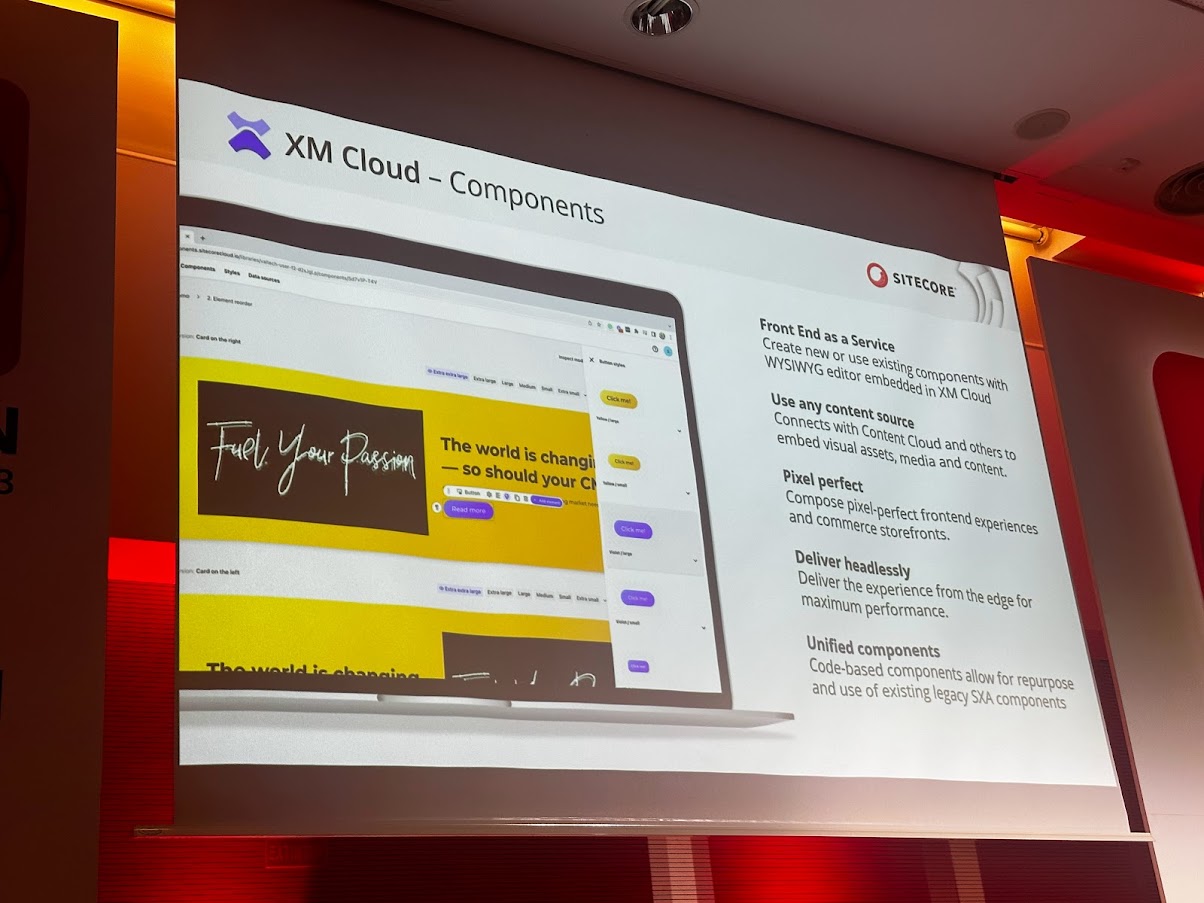 XM Cloud – Components
SITECORE
Components Styles Data sources
2. Element reorder
Card on the right
Extra extra large Extra large Large Medium Small Extra small
Button styles
Click me!
Yellow / large
Click me!
Yellow / small
Click me!
Violet / large
Click me!
Violet / small
Fuel Your Passion
The world is changi
— so should your CM
Button
Read more
Card on the left
Extra extra large Extra large Large Medium Small Extra small
The world is changing
Front End as a Service
Create new or use existing components with
WYSIWYG editor embedded in XM Cloud
Use any content source
Connects with Content Cloud and others to
embed visual assets, media and content.
Pixel perfect
Compose pixel-perfect frontend experiences
and commerce storefronts.
Deliver headlessly
Deliver the experience from the edge for
maximum performance.
Unified components
Code-based components allow for repurpose
and use of existing legacy SXA components
N
3